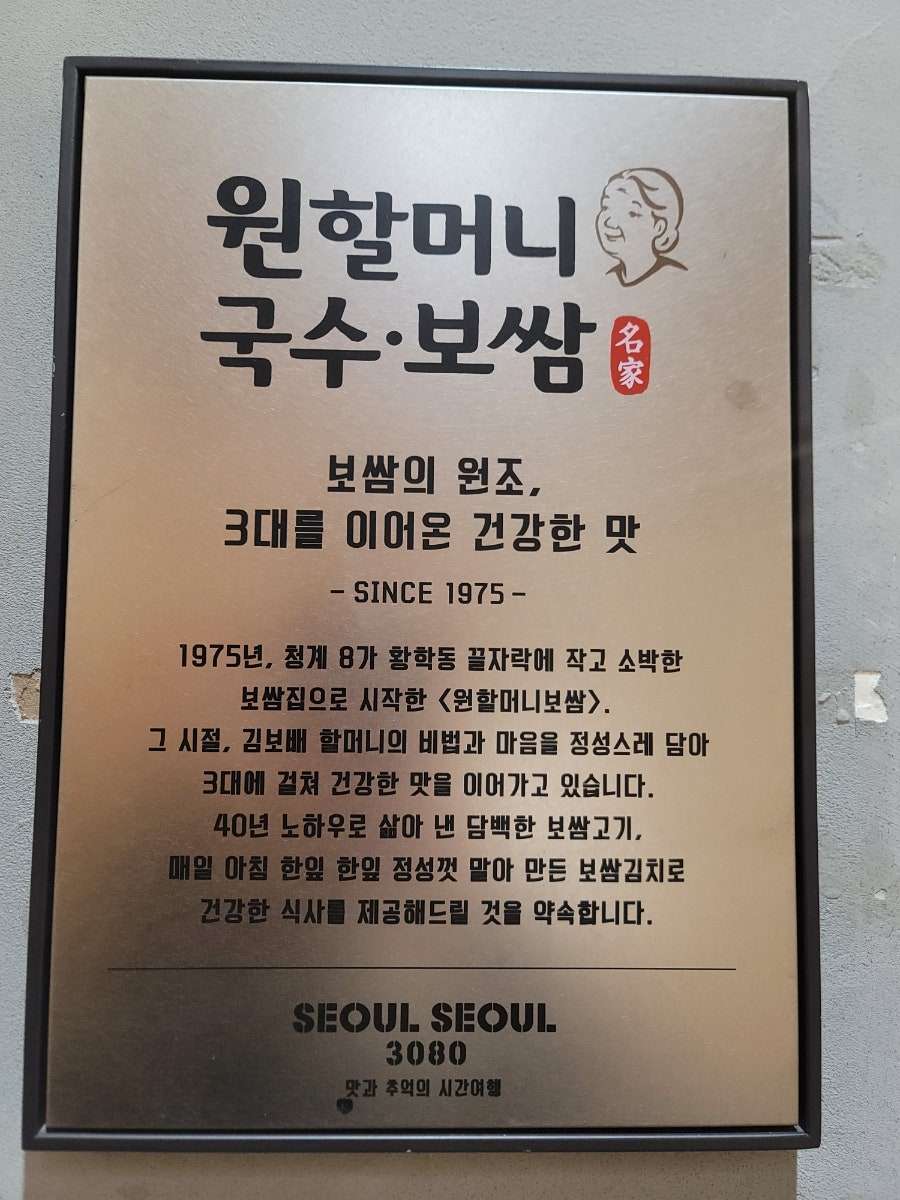 원할머니
국수·보쌈
名家
보쌈의 원조,
3대를 이어온 건강한 맛
- SINCE 1975 -
1975년, 청계 8가 황학동 끝자락에 작고 소박한
보쌈집으로 시작한 <원할머니보쌈>.
그 시절, 김보배 할머니의 비법과 마음을 정성스레 담아
3대에 걸쳐 건강한 맛을 이어가고 있습니다.
40년 노하우로 삶아 낸 담백한 보쌈고기,
매일 아침 한잎 한잎 정성껏 말아 만든 보쌈김치로
건강한 식사를 제공해드릴 것을 약속합니다.
SEOUL SEOUL
3080
맛과 추억의 시간여행